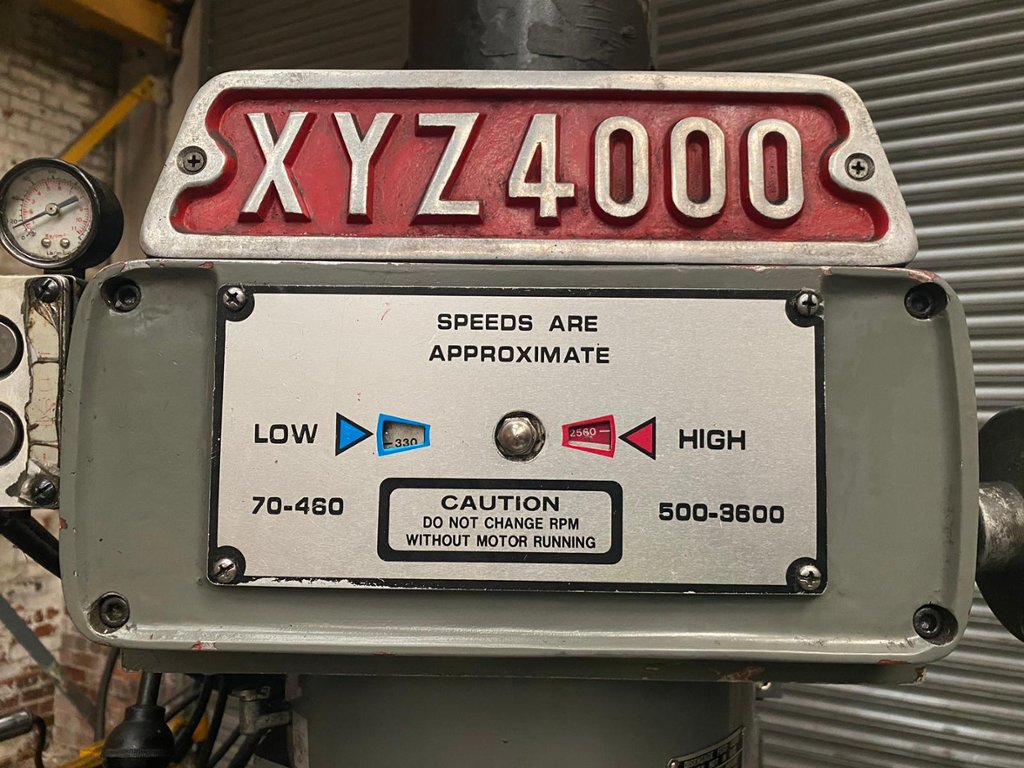 XYZ4000
SPEEDS ARE
APPROXIMATE
LOW
330
2560
HIGH
70-460
500-3600
CAUTION
DO NOT CHANGE RPM
WITHOUT MOTOR RUNNING